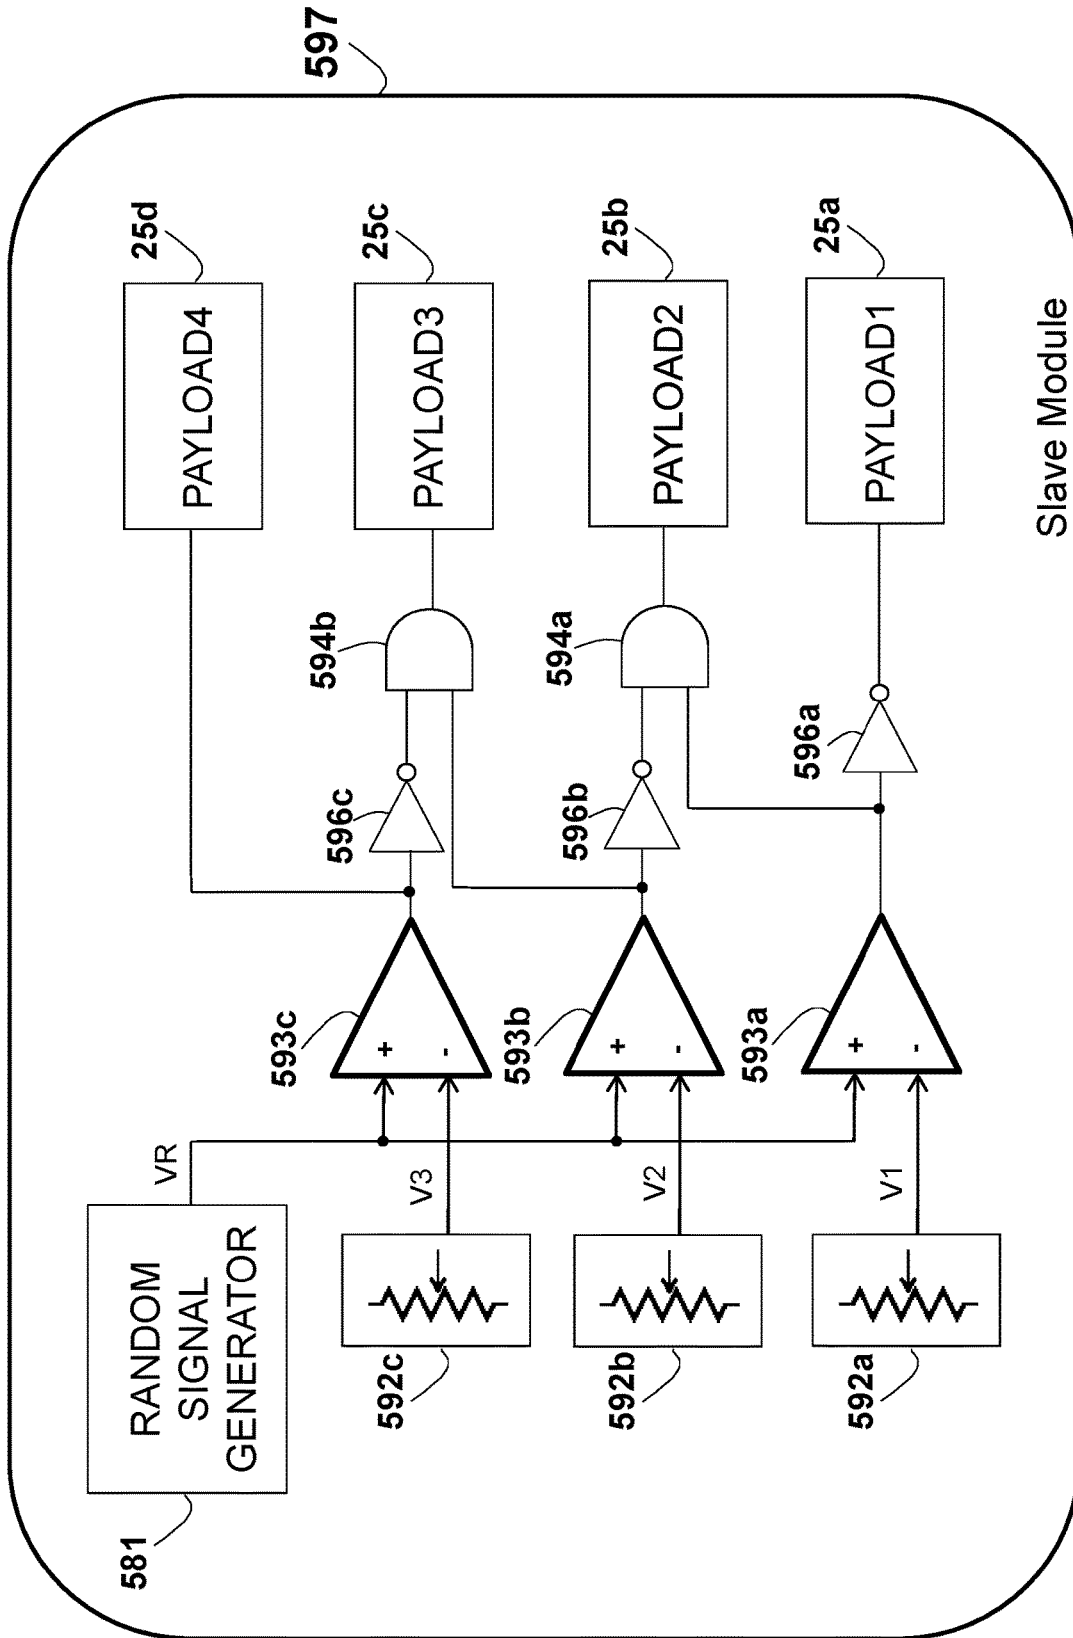 597
581
RANDOM
SIGNAL
GENERATOR
VR
25d
PAYLOAD4
592c
V3
593c
+
-
596c
594b
25c
PAYLOAD3
592b
V2
593b
+
-
596b
594a
25b
PAYLOAD2
592a
V1
593a
+
-
596a
25a
PAYLOAD1
Slave Module